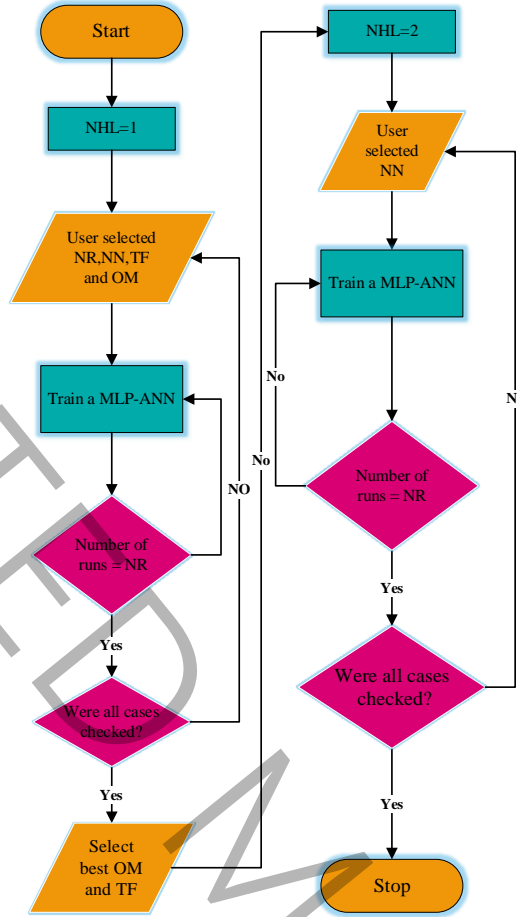 Start
NHL=1
User selected
NR,NN,TF
and OM
Train a MLP-ANN
Number of
runs = NR
Yes
NO
Were all cases
checked?
Yes
Select
best OM
and TF
No
NHL=2
User
selected
NN
Train a MLP-ANN
No
Number of
runs = NR
Yes
N
Were all cases
checked?
Yes
Stop
TED M